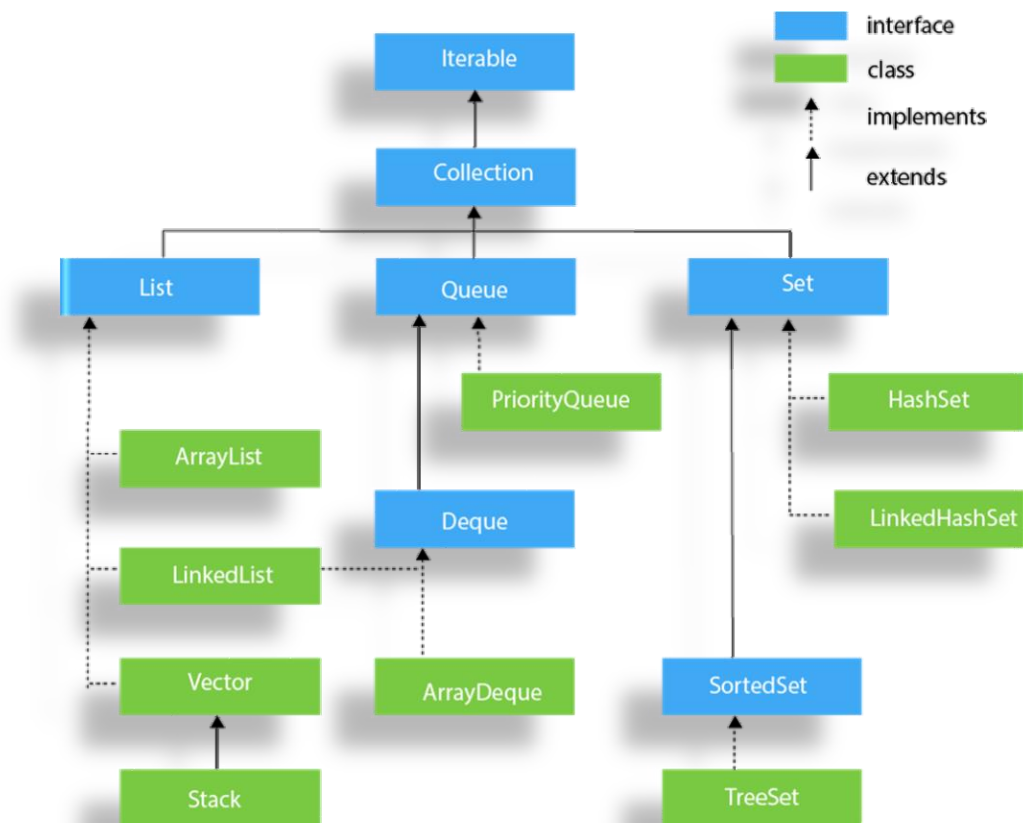 interface
class
implements
extends
Iterable
Collection
List
Queue
Set
PriorityQueue
HashSet
ArrayList
LinkedHashSet
Deque
LinkedList
Vector
ArrayDeque
SortedSet
Stack
TreeSet